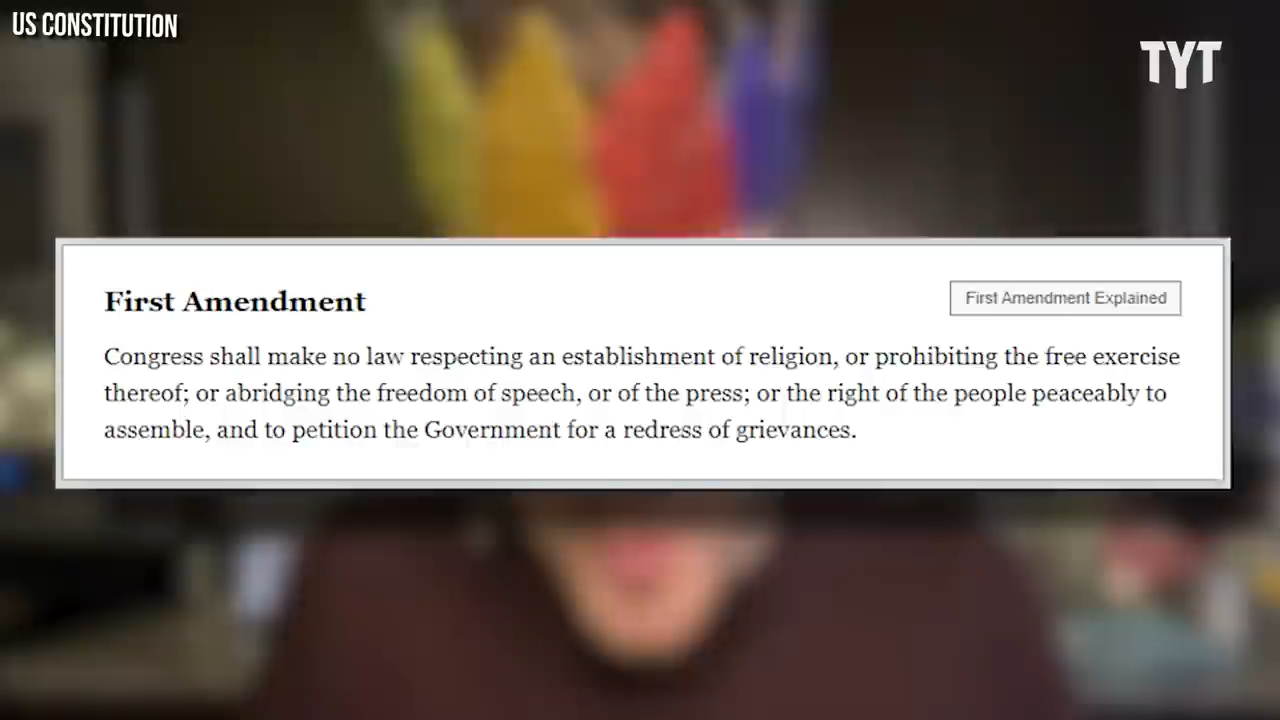 US CONSTITUTION
TYT
First Amendment
First Amendment Explained
Congress shall make no law respecting an establishment of religion, or prohibiting the free exercise
thereof; or abridging the freedom of speech, or of the press; or the right of the people peaceably to
assemble, and to petition the Government for a redress of grievances.